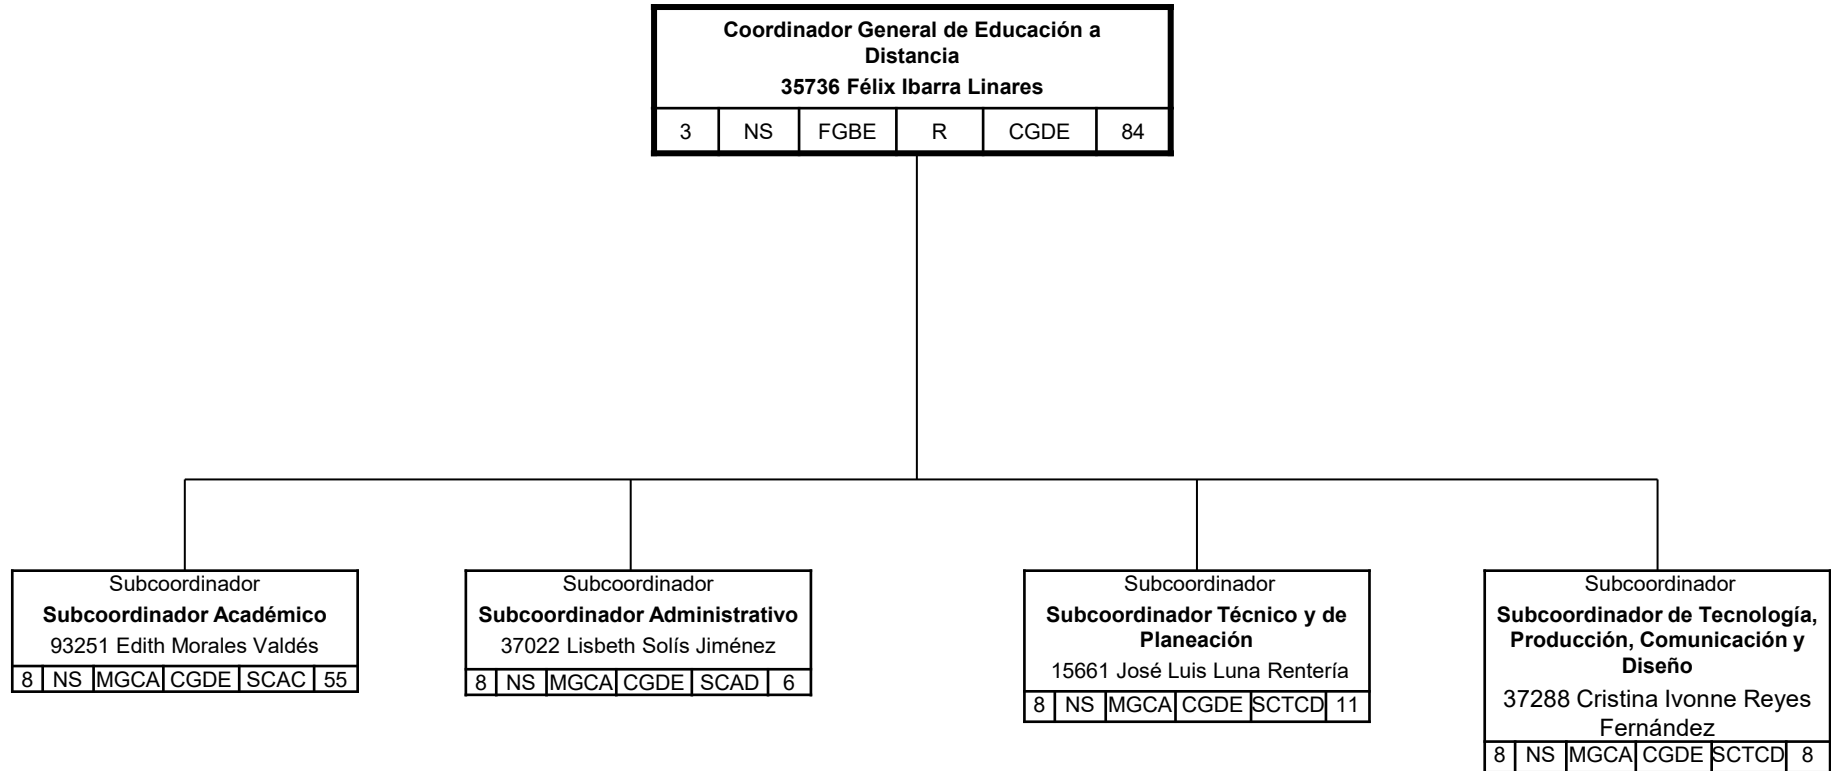 Coordinador General de Educación a
Distancia
35736 Félix Ibarra Linares
3 NS FGBE R CGDE 84
Subcoordinador
Subcoordinador Académico
93251 Edith Morales Valdés
8 NS MGCA CGDE SCAC 55
Subcoordinador
Subcoordinador Administrativo
37022 Lisbeth Solís Jiménez
8 NS MGCA CGDE SCAD 6
Subcoordinador
Subcoordinador Técnico y de
Planeación
15661 José Luis Luna Rentería
8 NS MGCA CGDE SCTCD 11
Subcoordinador
Subcoordinador de Tecnología,
Producción, Comunicación y
Diseño
37288 Cristina Ivonne Reyes
Fernández
8 NS MGCA CGDE SCTCD 8